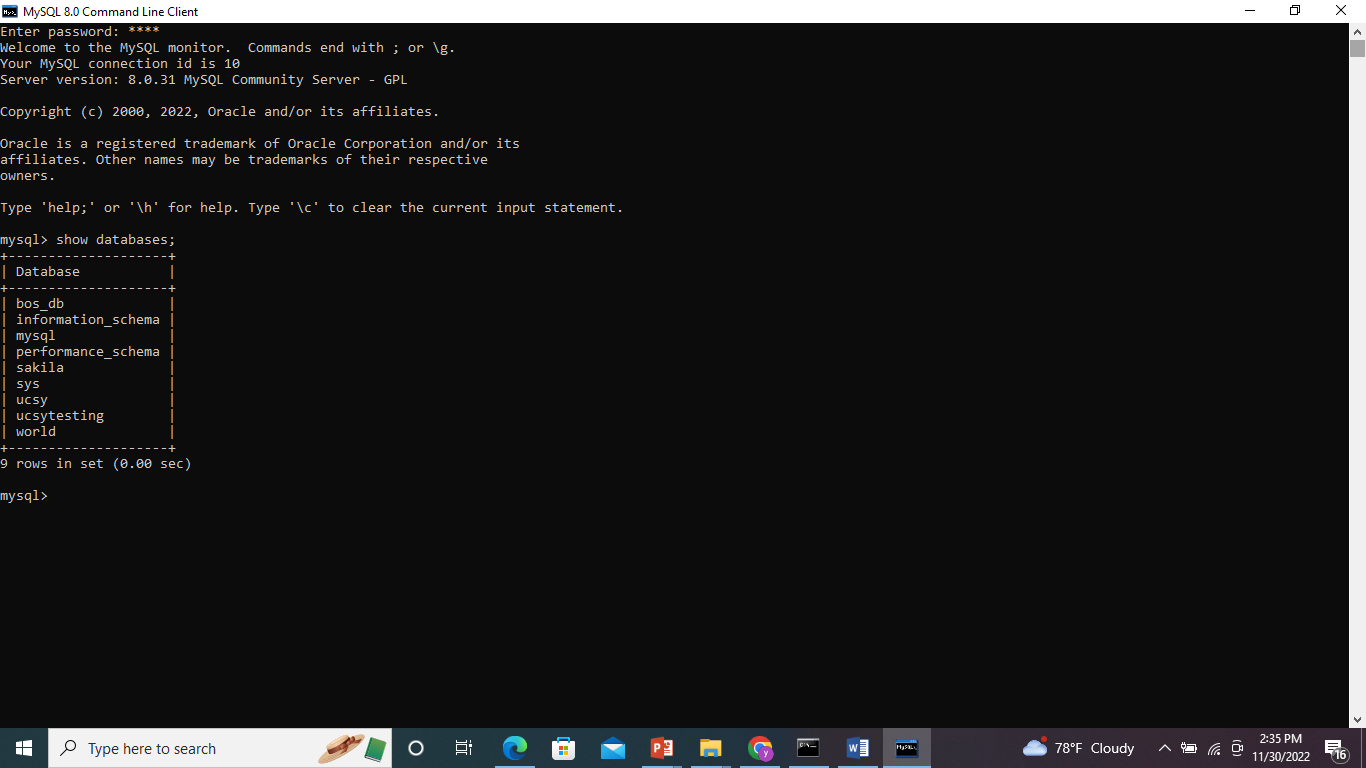 MySQL 8.0 Command Line Client
Enter password: ****
Welcome to the MySQL monitor.  Commands end with ; or \g.
Your MySQL connection id is 10
Server version: 8.0.31 MySQL Community Server - GPL
Copyright (c) 2000, 2022, Oracle and/or its affiliates.
Oracle is a registered trademark of Oracle Corporation and/or its
affiliates. Other names may be trademarks of their respective
owners.
Type 'help;' or '\h' for help. Type '\c' to clear the current input statement.
mysql> show databases;
+--------------------+
| Database           |
+--------------------+
| bos_db             |
| information_schema |
| mysql              |
| performance_schema |
| sakila             |
| sys                |
| ucsy               |
| ucsytesting        |
| world              |
+--------------------+
9 rows in set (0.00 sec)
mysql>
Type here to search
78°F Cloudy
2:35 PM
11/30/2022
16